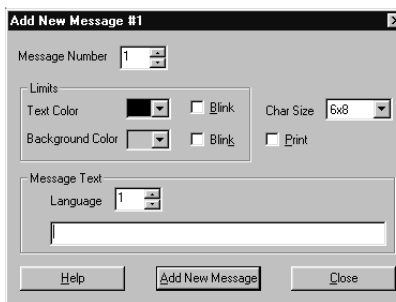 Add New Message #1
Message Number 1
Limits
Text Color Blink Char Size 6x8
Background Color Blink Print
Message Text
Language 1
Help Add New Message Close